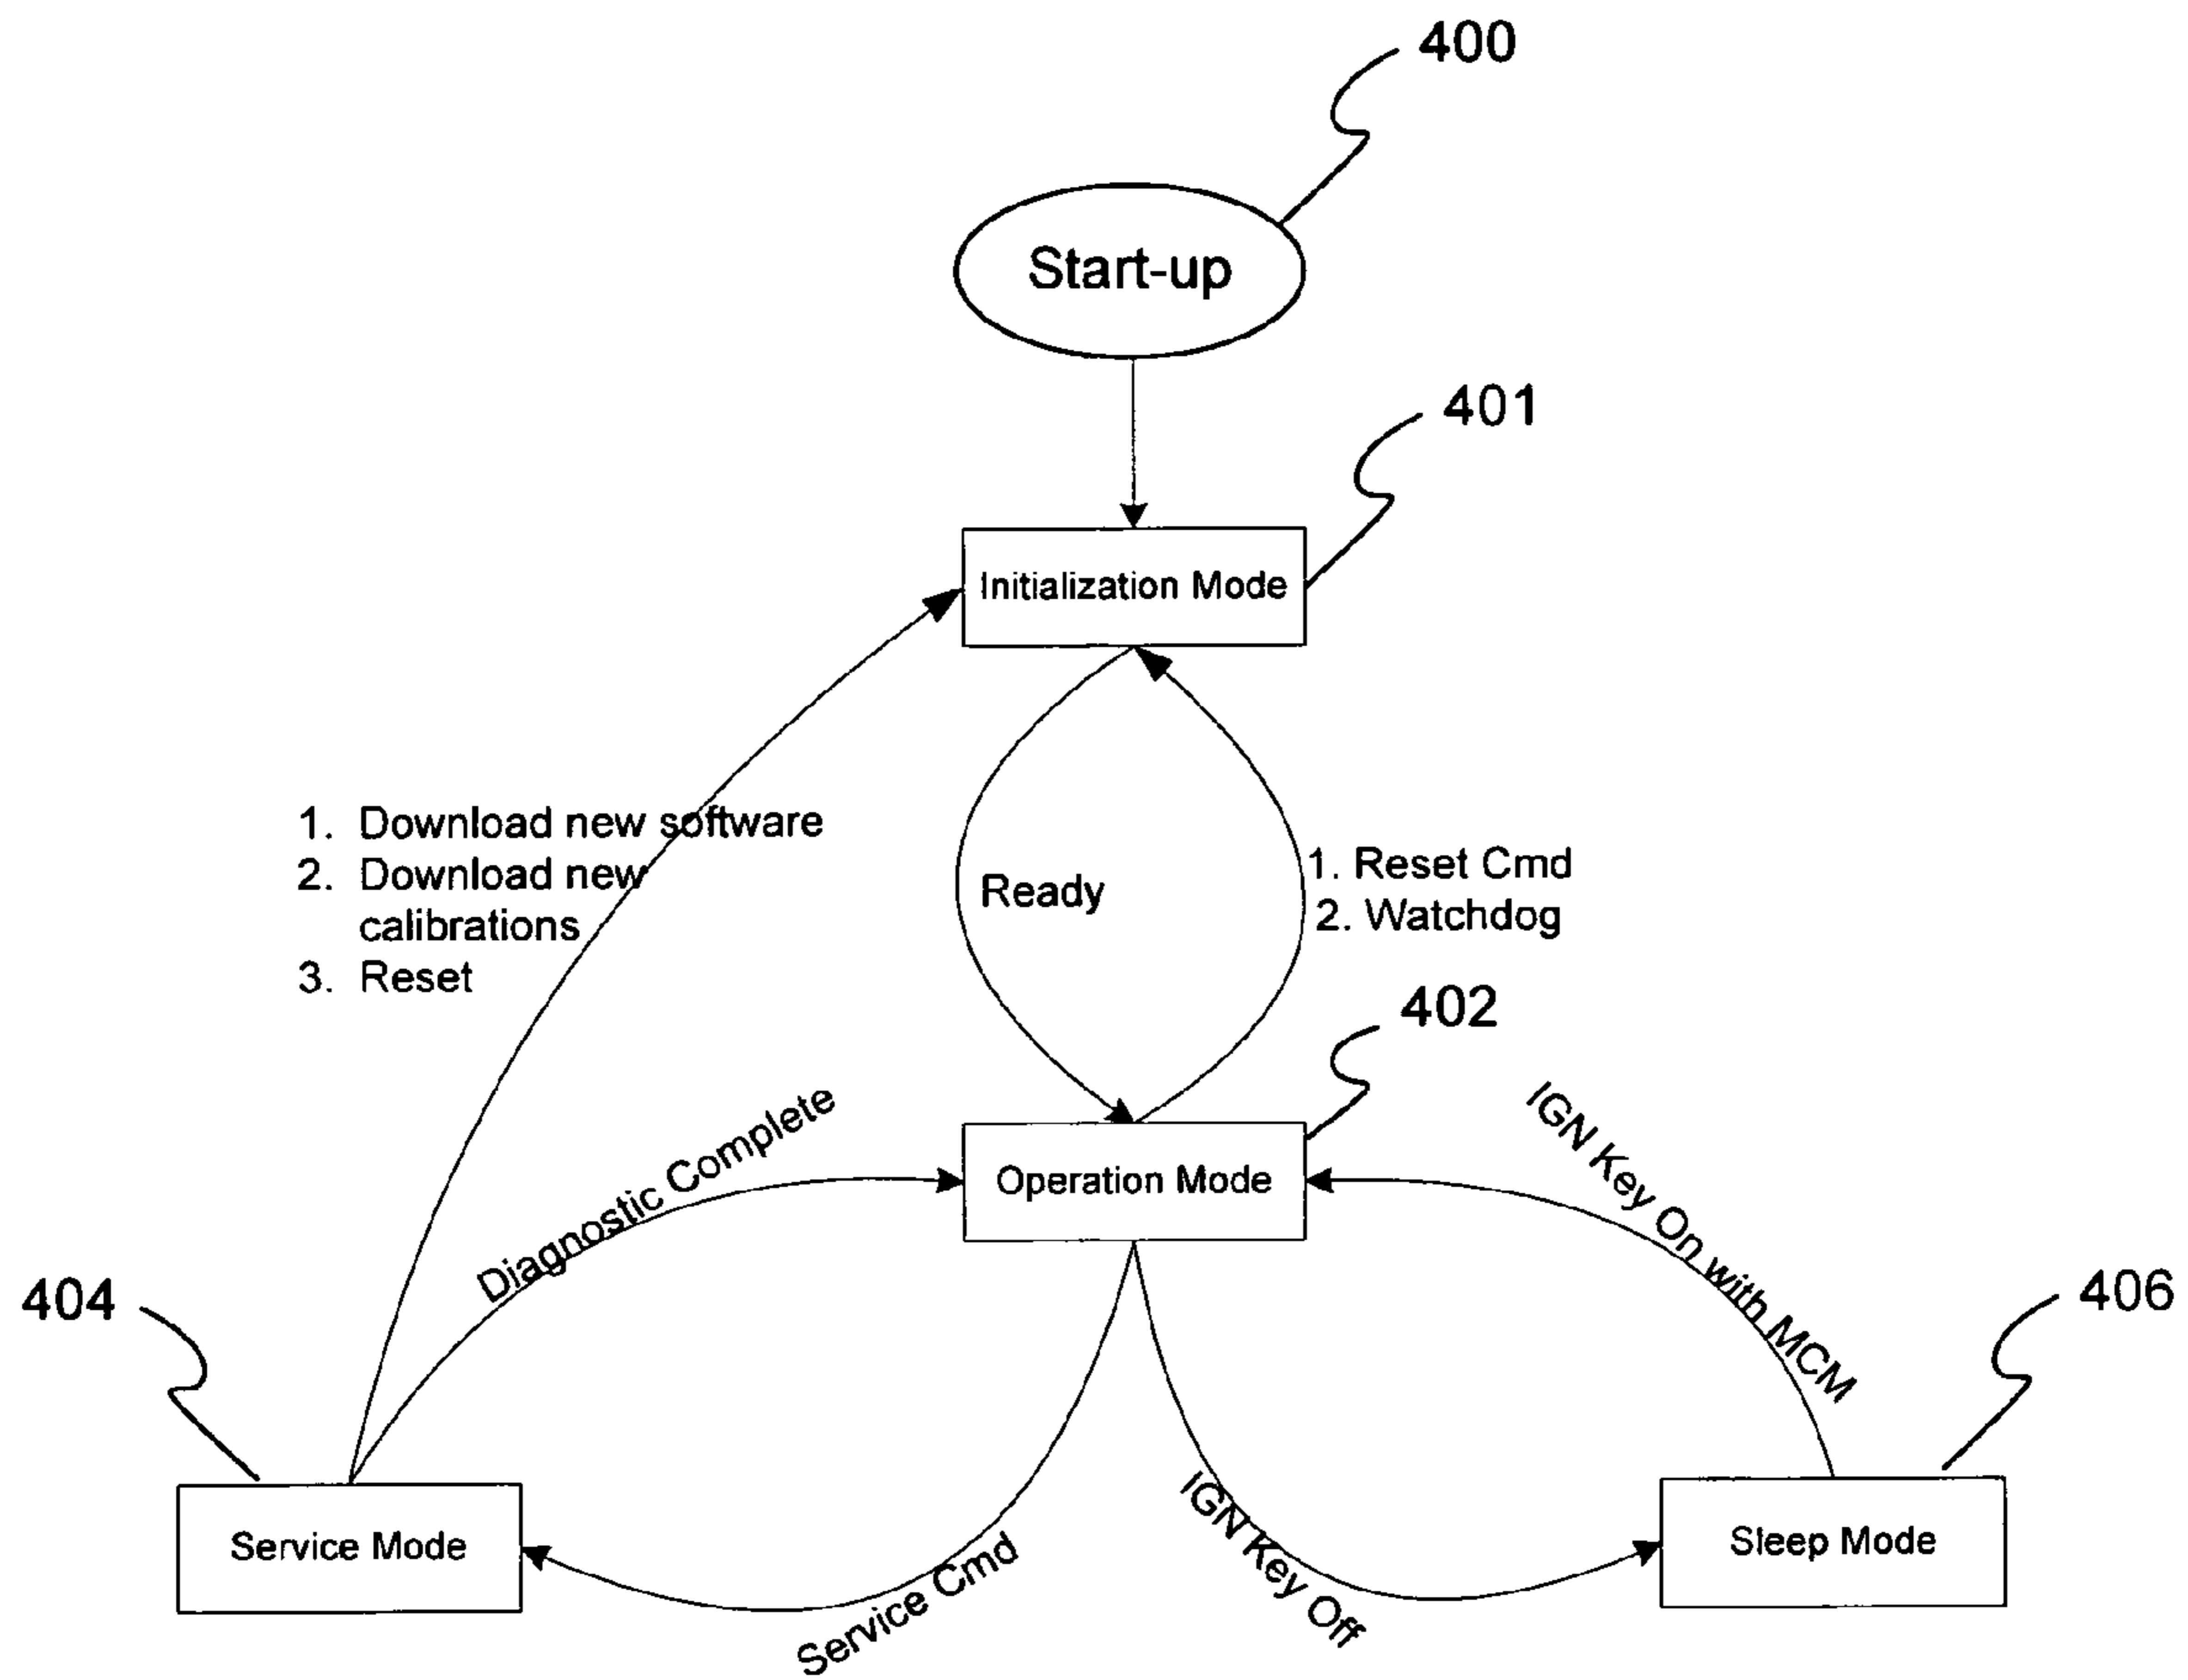 400
Start-up
401
Initialization Mode
1. Download new software
2. Download new
calibrations
3. Reset
Ready
1. Reset Cmd
2. Watchdog
402
Diagnostic Complete
Operation Mode
IGN Key On with MCM
404
406
Service Mode
Service Cmd
IGN Key Off
Sleep Mode